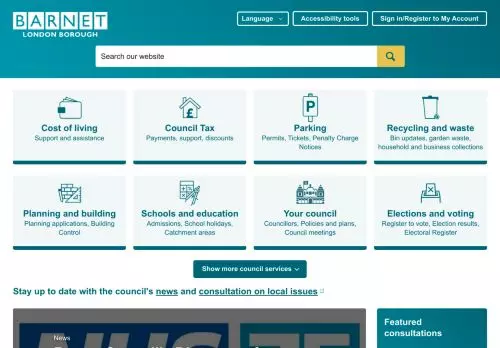 BARNET
LONDON BOROUGH
Language
Accessibility tools
Sign in/Register to My Account
Search our website
Cost of living
Support and assistance
Council Tax
Payments, support, discounts
Parking
Permits, Tickets, Penalty Charge
Notices
Recycling and waste
Bin updates, garden waste,
household and business collections
Planning and building
Planning applications, Building
Control
Schools and education
Admissions, School holidays,
Catchment areas
Your council
Councillors, Policies and plans,
Council meetings
Elections and voting
Register to vote, Election results,
Electoral Register
Show more council services
Stay up to date with the council's news and consultation on local issues
News
Featured
consultations